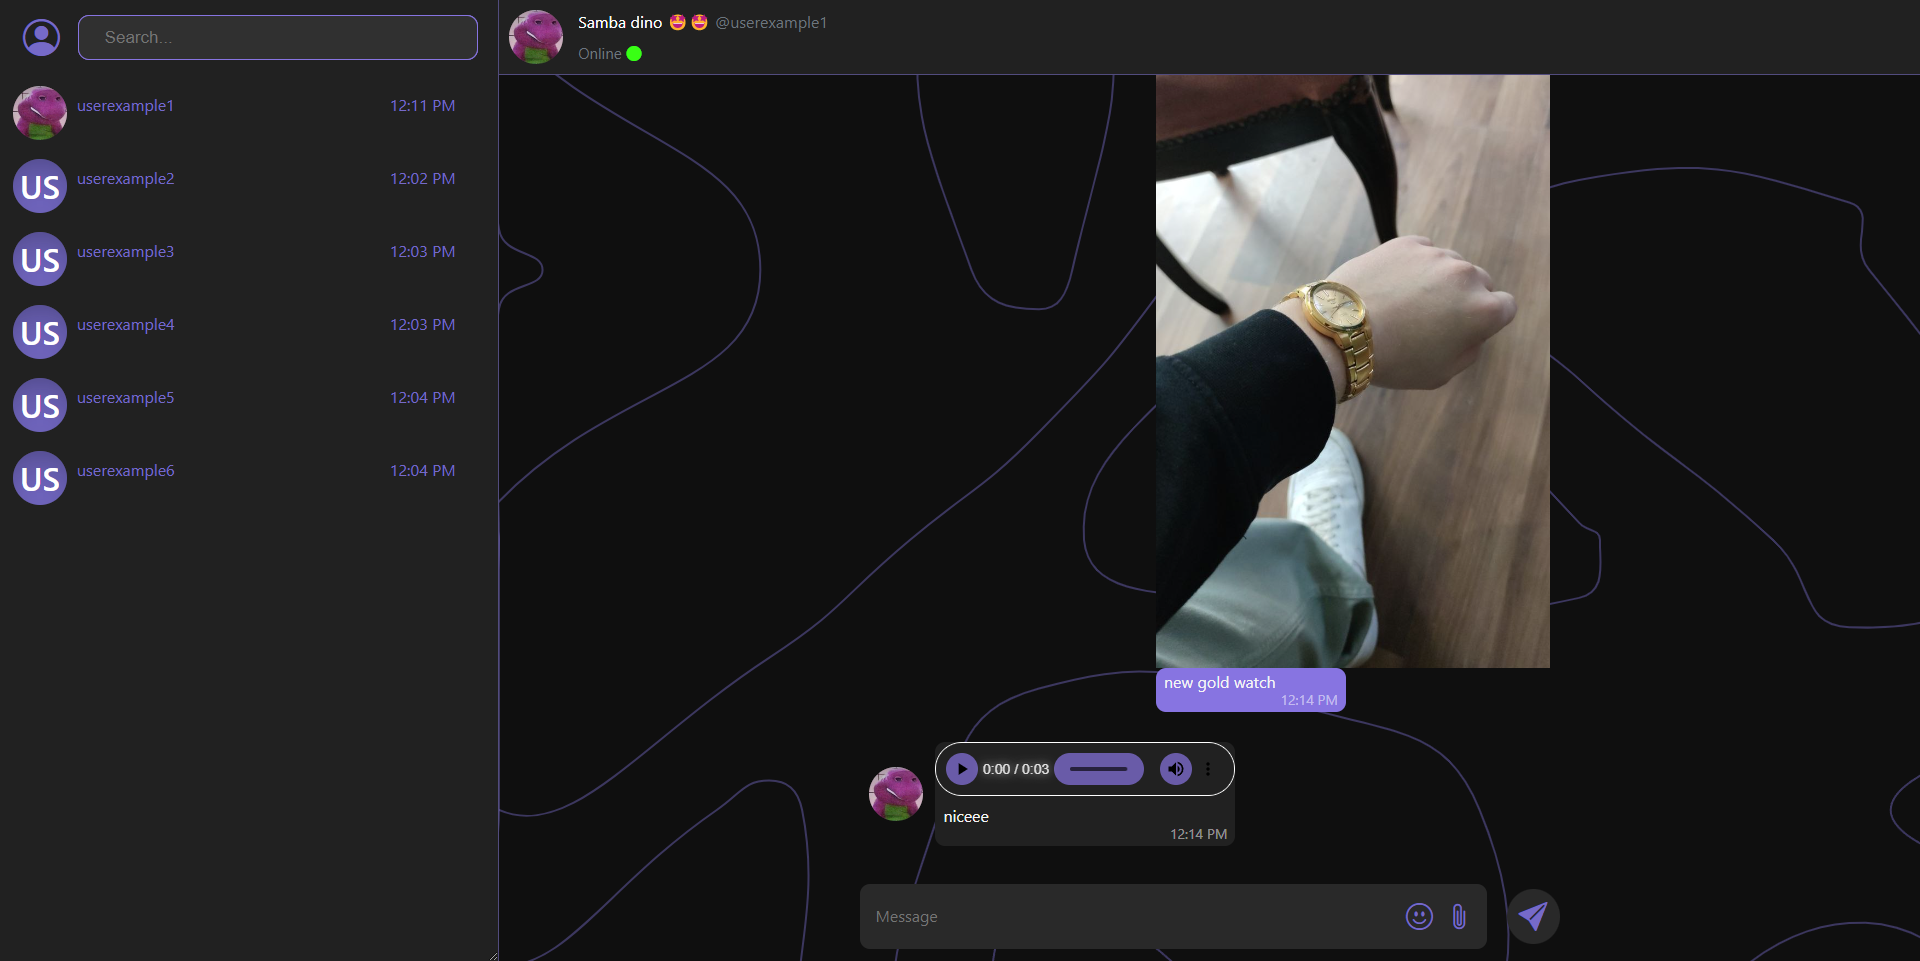 Search...
userexample1 12:11 PM
US userexample2 12:02 PM
US userexample3 12:03 PM
US userexample4 12:03 PM
US userexample5 12:04 PM
US userexample6 12:04 PM
Samba dino 🤩🤩 @userexample1
Online
new gold watch
12:14 PM
0:00 / 0:03
niceee
12:14 PM
Message